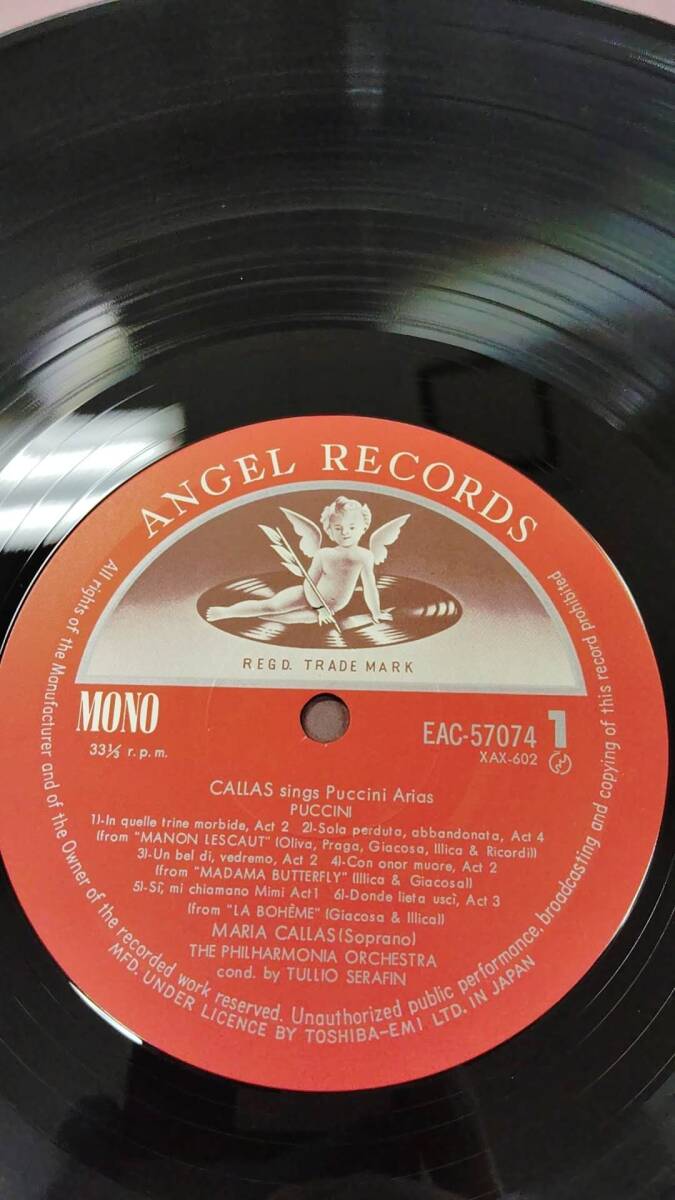 ANGEL RECORDS
REGD. TRADE MARK
MONO
33⅓ r.p.m.
EAC-57074 1
XAX-602
CALLAS sings Puccini Arias
PUCCINI
1)-In quelle trine morbide, Act 2 2)-Sola perduta, abbandonata, Act 4
(from "MANON LESCAUT" (Oliva, Praga, Giacosa, Illica & Ricordi)
3)-Un bel di, vedremo, Act 2 4)-Con onor muore, Act 2
(from "MADAMA BUTTERFLY" (Illica & Giacosa)
5)-Sì, mi chiamano Mimi Act1 6)-Donde lieta uscì, Act 3
(from "LA BOHÈME" (Giacosa & Illica)
MARIA CALLAS (Soprano)
THE PHILHARMONIA ORCHESTRA
cond. by TULLIO SERAFIN
All rights of the Manufacturer and of the Owner of the recorded work reserved. Unauthorized public performance, broadcasting and copying of this record prohibited
MFD. UNDER LICENCE BY TOSHIBA-EMI LTD. IN JAPAN